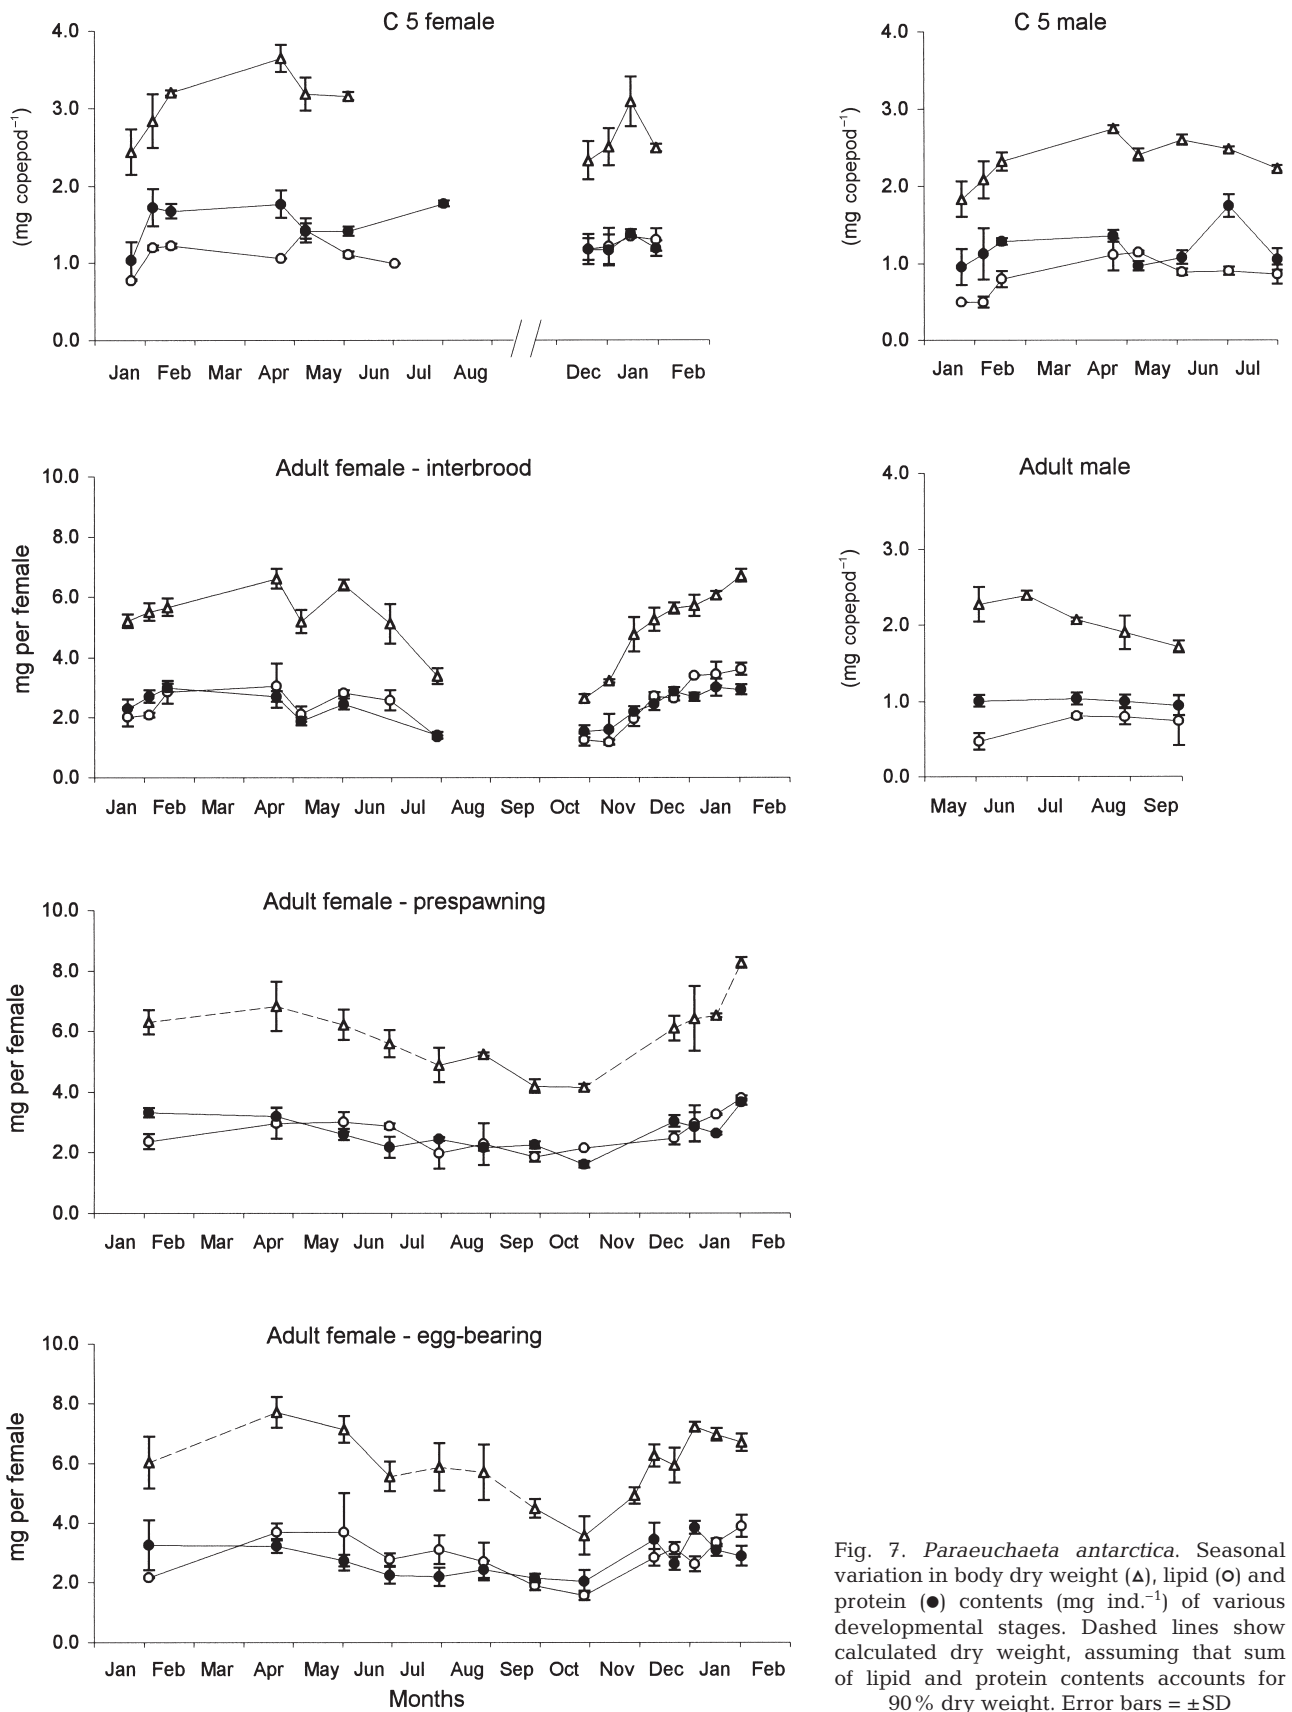 C 5 female
4.0
3.0
2.0
1.0
0.0
(mg copepod⁻¹)
Jan Feb Mar Apr May Jun Jul Aug Dec Jan Feb
C 5 male
4.0
3.0
2.0
1.0
0.0
(mg copepod⁻¹)
Jan Feb Mar Apr May Jun Jul
Adult female - interbrood
10.0
8.0
6.0
4.0
2.0
0.0
mg per female
Jan Feb Mar Apr May Jun Jul Aug Sep Oct Nov Dec Jan Feb
Adult male
4.0
3.0
2.0
1.0
0.0
(mg copepod⁻¹)
May Jun Jul Aug Sep
Adult female - prespawning
10.0
8.0
6.0
4.0
2.0
0.0
mg per female
Jan Feb Mar Apr May Jun Jul Aug Sep Oct Nov Dec Jan Feb
Adult female - egg-bearing
10.0
8.0
6.0
4.0
2.0
0.0
mg per female
Jan Feb Mar Apr May Jun Jul Aug Sep Oct Nov Dec Jan Feb
Months
Fig. 7. Paraeuchaeta antarctica. Seasonal
variation in body dry weight (△), lipid (○) and
protein (●) contents (mg ind.⁻¹) of various
developmental stages. Dashed lines show
calculated dry weight, assuming that sum
of lipid and protein contents accounts for
90% dry weight. Error bars = ±SD